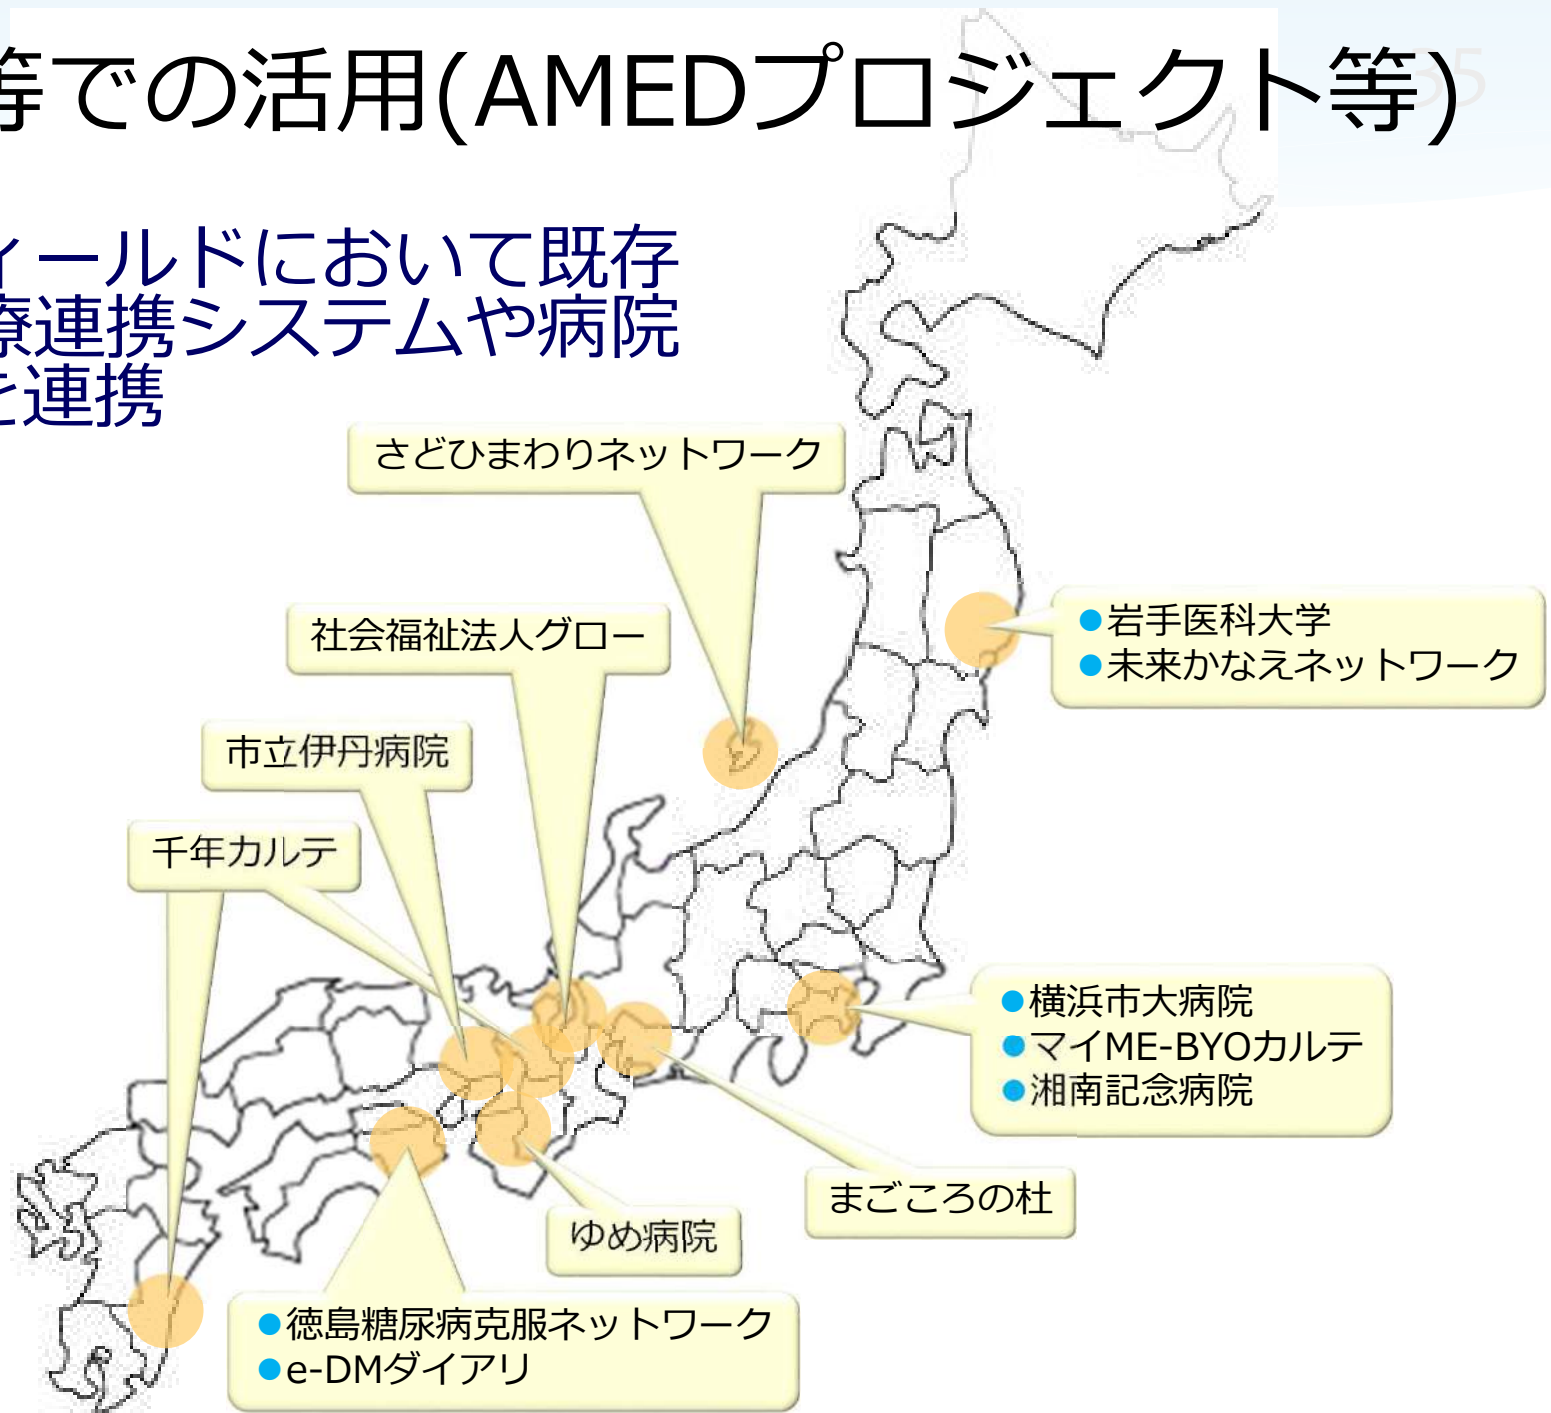 等での活用(AMEDプロジェクト等)
35
ィールドにおいて既存
療連携システムや病院
を連携
さどひまわりネットワーク
社会福祉法人グロー
●岩手医科大学
●未来かなえネットワーク
市立伊丹病院
千年カルテ
●横浜市大病院
●マイME-BYOカルテ
●湘南記念病院
まごころの杜
ゆめ病院
●徳島糖尿病克服ネットワーク
●e-DMダイアリ